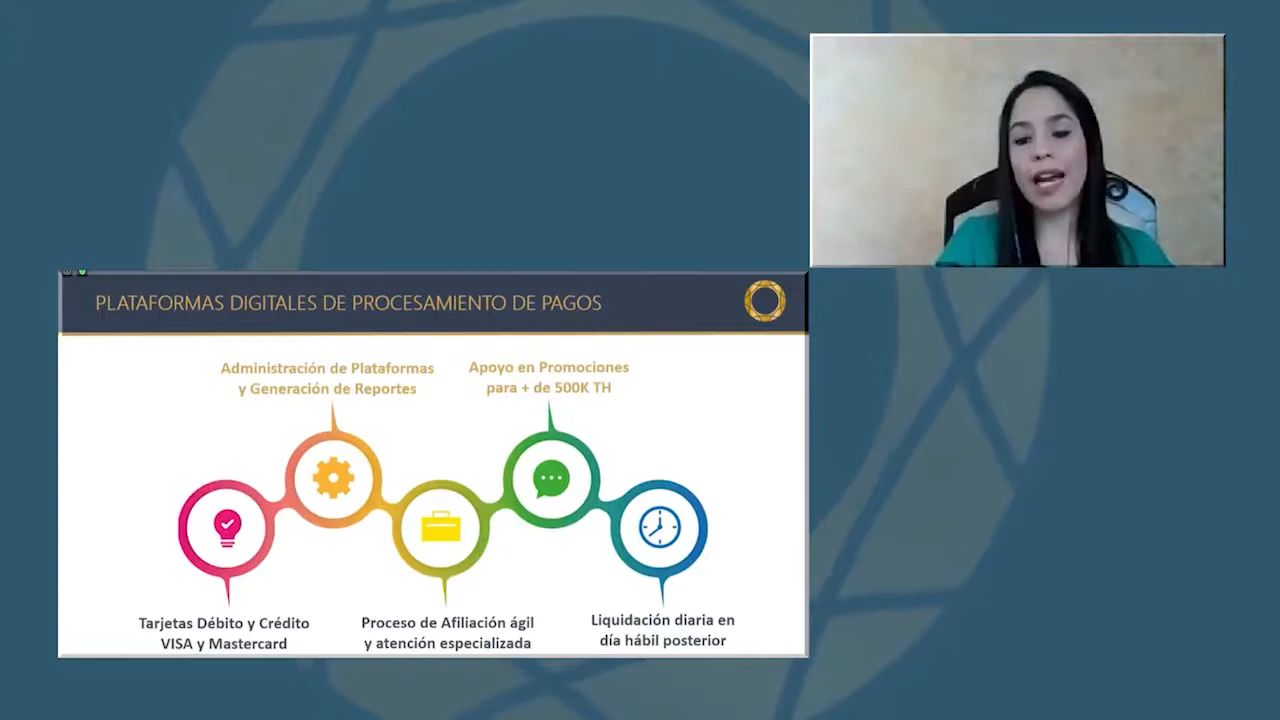 PLATAFORMAS DIGITALES DE PROCESAMIENTO DE PAGOS
Administración de Plataformas
y Generación de Reportes
Apoyo en Promociones
para + de 500K TH
Tarjetas Débito y Crédito
VISA y Mastercard
Proceso de Afiliación ágil
y atención especializada
Liquidación diaria en
día hábil posterior